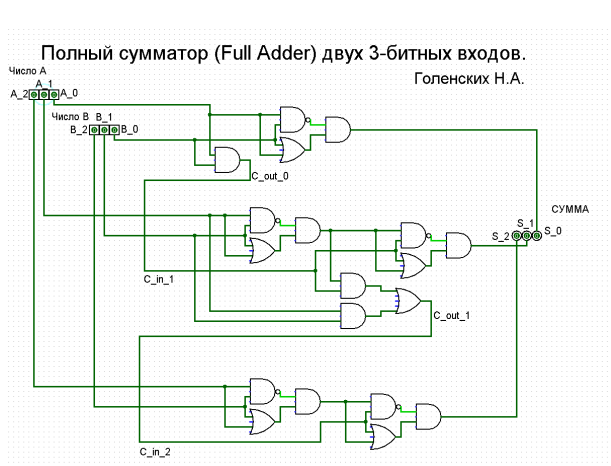 Полный сумматор (Full Adder) двух 3-битных входов.
Голенских Н.А.
Число A
A_1
A_2
A_0
Число B
B_1
B_2
B_0
C_out_0
СУММА
S_1
S_2
S_0
C_in_1
C_out_1
C_in_2